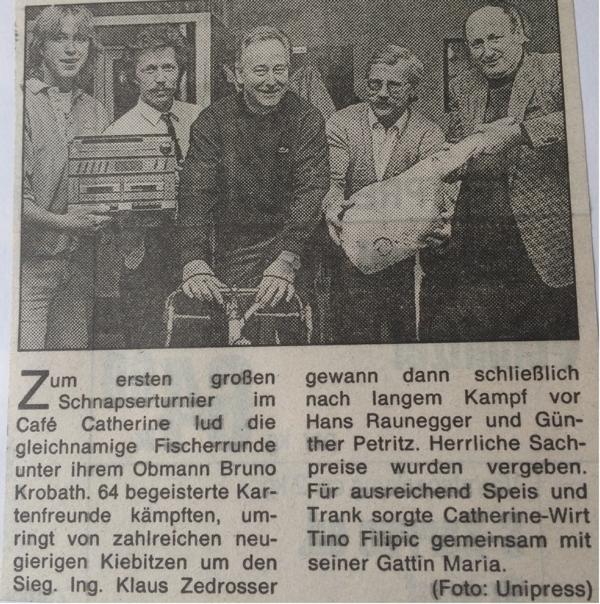 Zum ersten großen
Schnapserturnier im
Café Catherine lud die
gleichnamige Fischerrunde
unter ihrem Obmann Bruno
Krobath. 64 begeisterte Kar-
tenfreunde kämpften, um-
ringt von zahlreichen neu-
gierigen Kiebitzen um den
Sieg. Ing. Klaus Zedrosser
gewann dann schließlich
nach langem Kampf vor
Hans Raunegger und Gün-
ther Petritz. Herrliche Sach-
preise wurden vergeben.
Für ausreichend Speis und
Trank sorgte Catherine-Wirt
Tino Filipic gemeinsam mit
seiner Gattin Maria.
(Foto: Unipress)